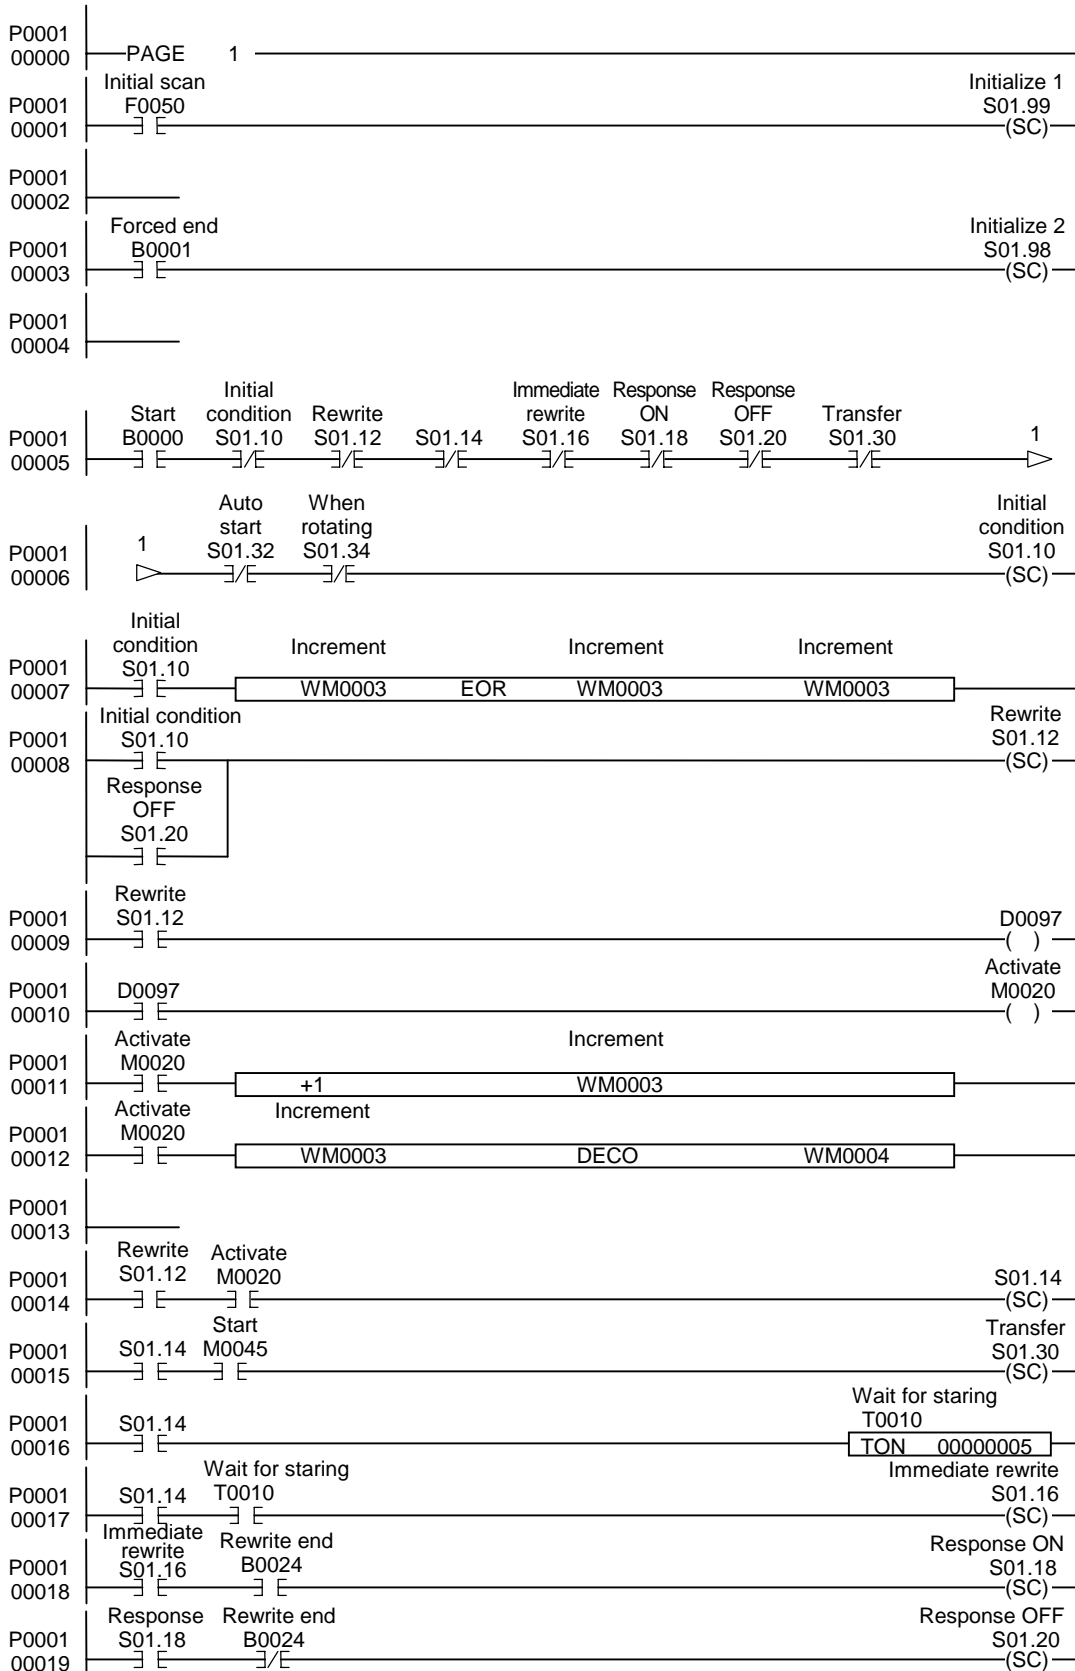 P0001
00000 PAGE 1
Initial scan Initialize 1
P0001 F0050 S01.99
00001 (SC)
P0001
00002
Forced end Initialize 2
P0001 B0001 S01.98
00003 (SC)
P0001
00004
Initial Immediate Response Response
Start condition Rewrite rewrite ON OFF Transfer
P0001 B0000 S01.10 S01.12 S01.14 S01.16 S01.18 S01.20 S01.30 1
00005
Auto When Initial
start rotating condition
P0001 1 S01.32 S01.34 S01.10
00006 (SC)
Initial
condition Increment Increment Increment
P0001 S01.10
00007 WM0003 EOR WM0003 WM0003
Initial condition Rewrite
P0001 S01.10 S01.12
00008 (SC)
Response
OFF
S01.20
Rewrite
P0001 S01.12 D0097
00009 ( )
Activate
P0001 D0097 M0020
00010 ( )
Activate Increment
P0001 M0020
00011 +1 WM0003
Activate Increment
P0001 M0020
00012 WM0003 DECO WM0004
P0001
00013
Rewrite Activate
P0001 S01.12 M0020 S01.14
00014 (SC)
Start Transfer
P0001 S01.14 M0045 S01.30
00015 (SC)
Wait for staring
P0001 S01.14 T0010
00016 TON 00000005
Wait for staring Immediate rewrite
P0001 S01.14 T0010 S01.16
00017 (SC)
Immediate
rewrite Rewrite end Response ON
P0001 S01.16 B0024 S01.18
00018 (SC)
Response Rewrite end Response OFF
P0001 S01.18 B0024 S01.20
00019 (SC)